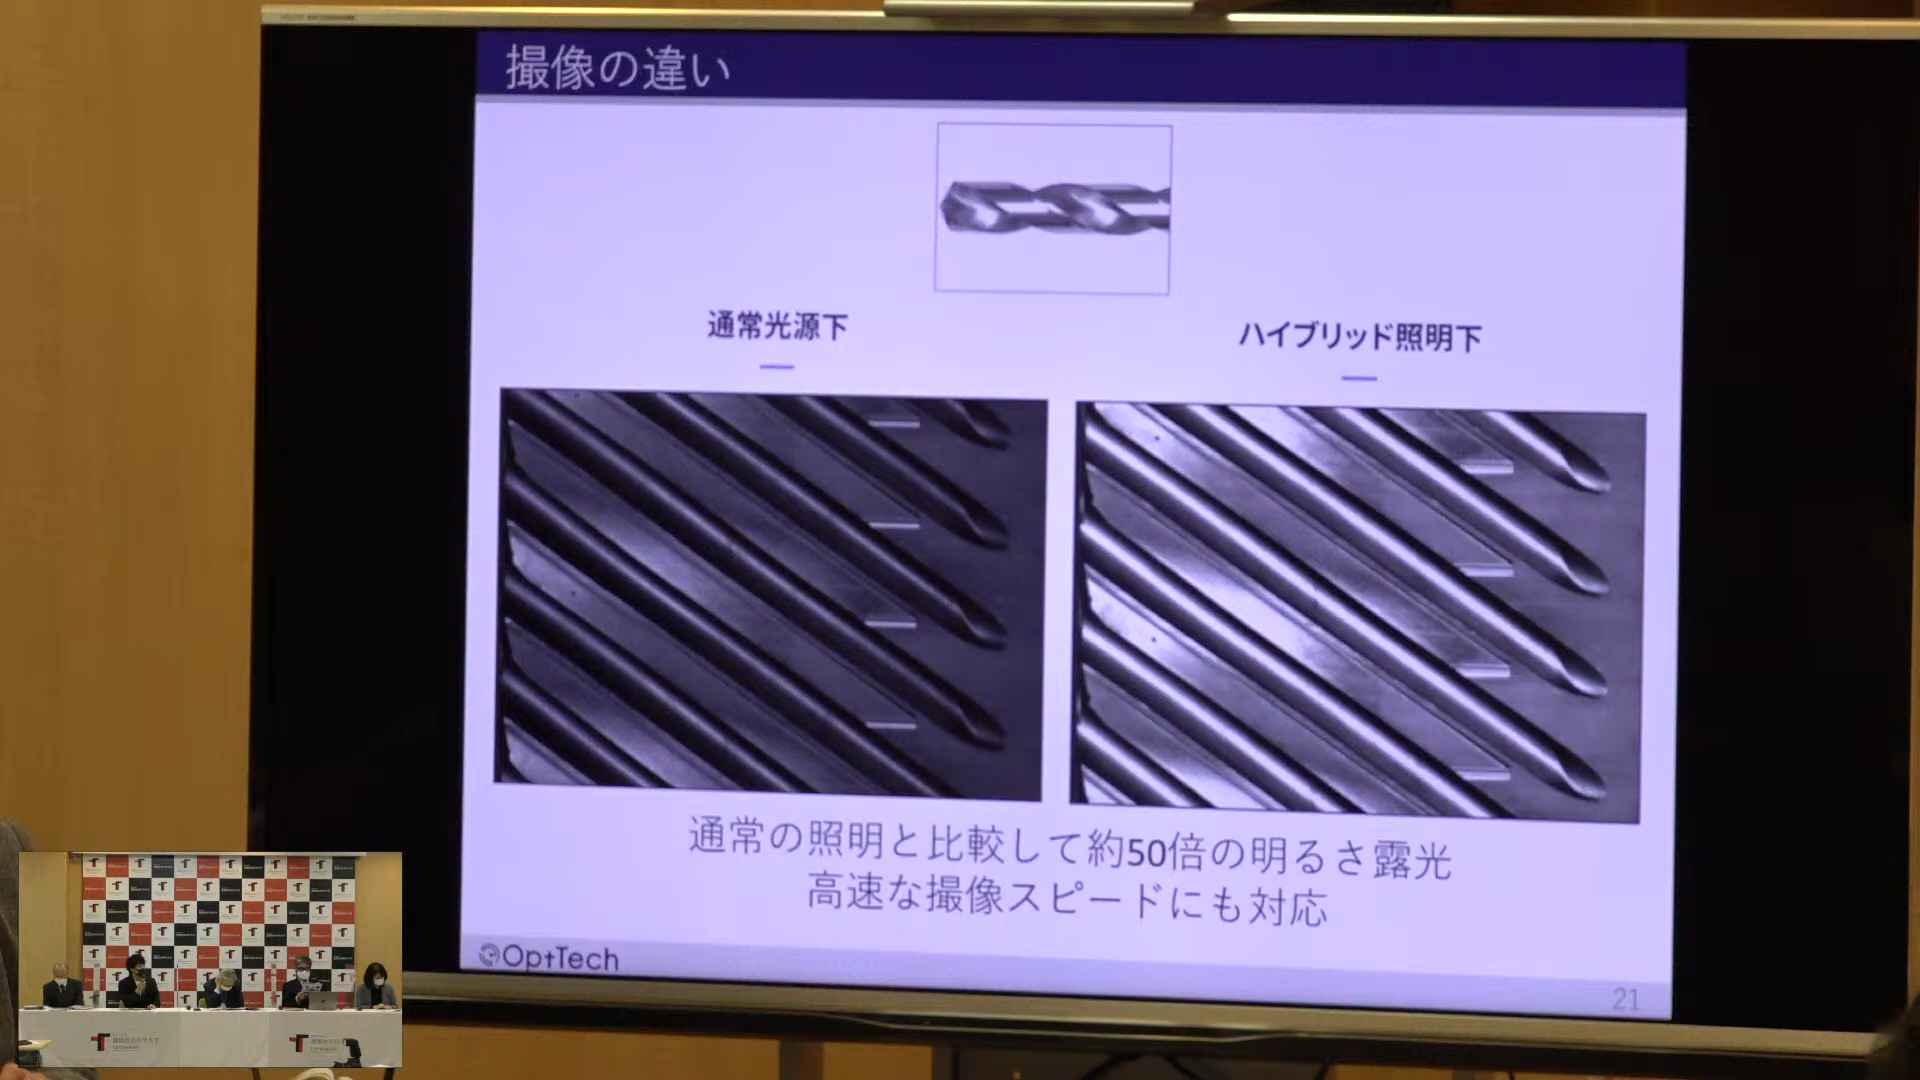 撮像の違い
通常光源下
ハイブリッド照明下
通常の照明と比較して約50倍の明るさ露光
高速な撮像スピードにも対応
OptTech
21